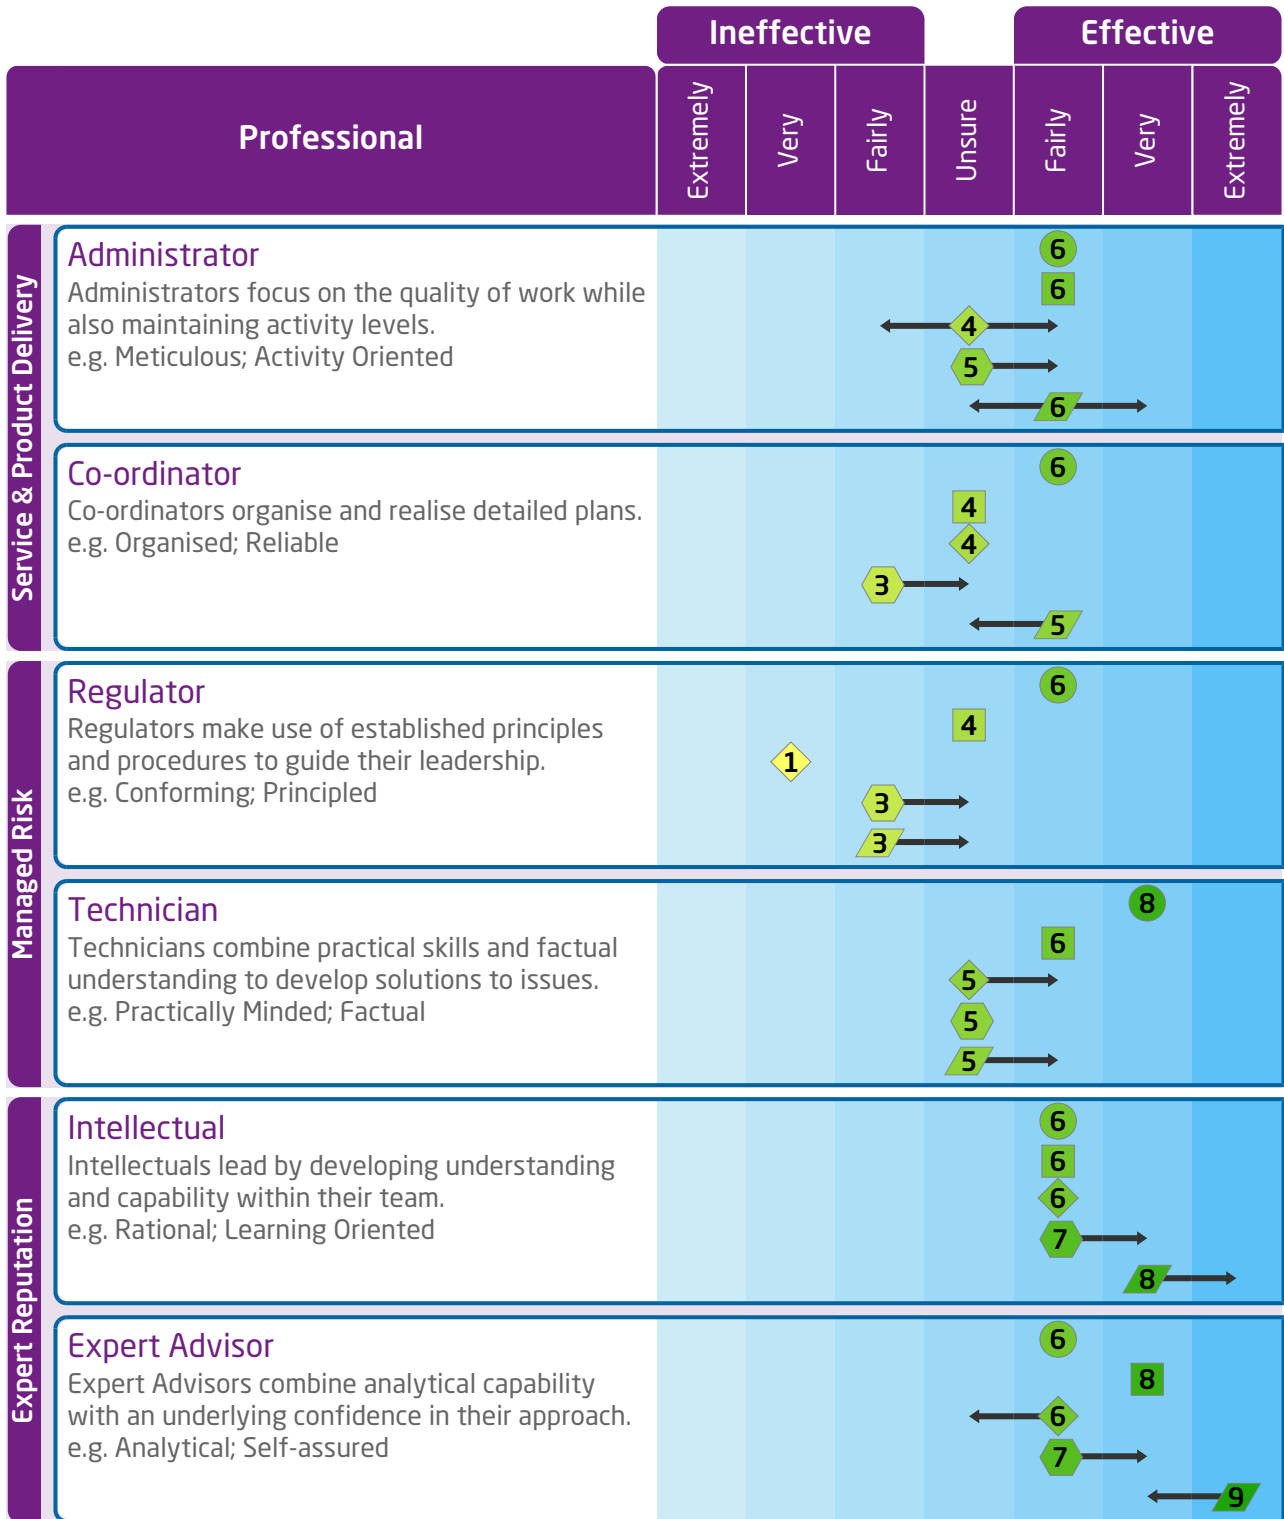 Ineffective
Effective
Professional
Extremely
Very
Fairly
Unsure
Fairly
Very
Extremely
Service & Product Delivery
Administrator
Administrators focus on the quality of work while
also maintaining activity levels.
e.g. Meticulous; Activity Oriented
6
6
4
5
6
Co-ordinator
Co-ordinators organise and realise detailed plans.
e.g. Organised; Reliable
6
4
4
3
5
Managed Risk
Regulator
Regulators make use of established principles
and procedures to guide their leadership.
e.g. Conforming; Principled
6
4
1
3
3
Technician
Technicians combine practical skills and factual
understanding to develop solutions to issues.
e.g. Practically Minded; Factual
8
6
5
5
5
Expert Reputation
Intellectual
Intellectuals lead by developing understanding
and capability within their team.
e.g. Rational; Learning Oriented
6
6
6
7
8
Expert Advisor
Expert Advisors combine analytical capability
with an underlying confidence in their approach.
e.g. Analytical; Self-assured
6
8
6
7
9